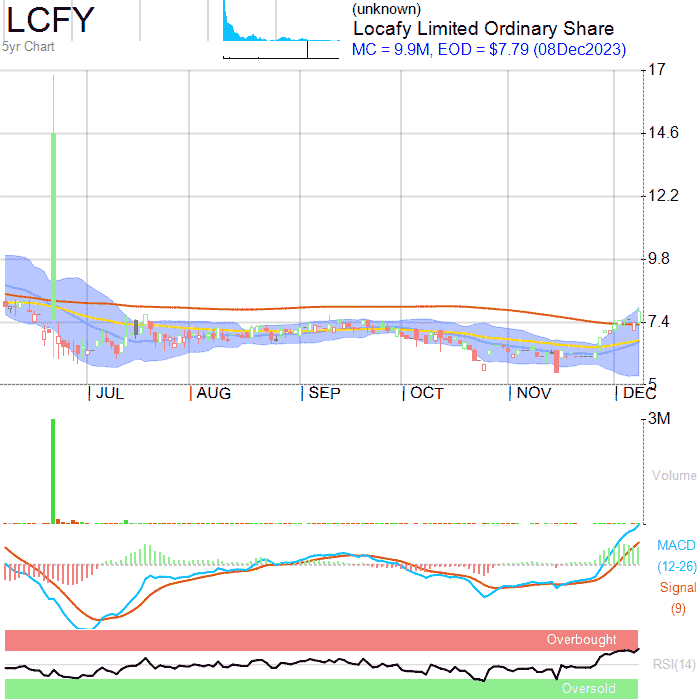 LCFY
5yr Chart
(unknown)
Locafy Limited Ordinary Share
MC = 9.9M, EOD = $7.79 (08Dec2023)
17
14.6
12.2
9.8
7.4
5
JUL AUG SEP OCT NOV DEC
3M
Volume
MACD
(12-26)
Signal
(9)
Overbought
RSI(14)
Oversold